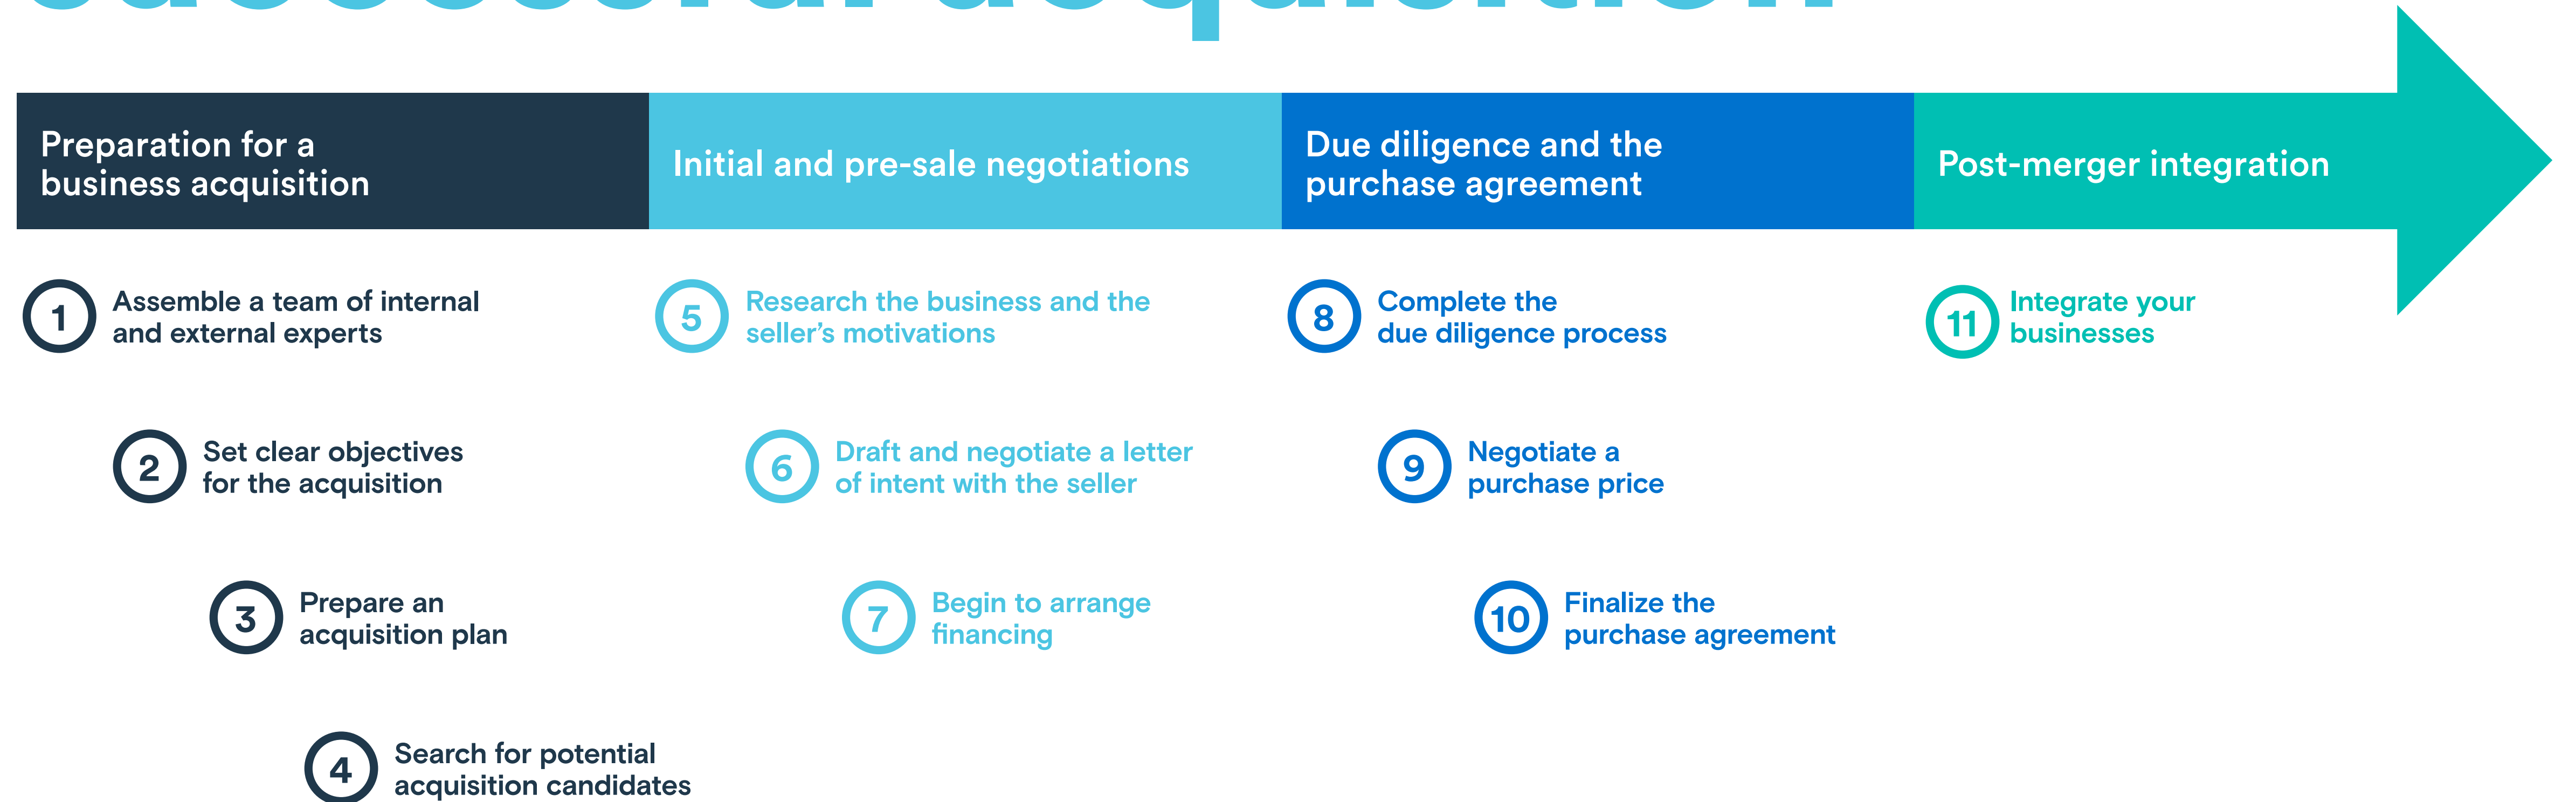 successful acquisition
Preparation for a
business acquisition
Initial and pre-sale negotiations
Due diligence and the
purchase agreement
Post-merger integration
1
Assemble a team of internal
and external experts
2
Set clear objectives
for the acquisition
3
Prepare an
acquisition plan
4
Search for potential
acquisition candidates
5
Research the business and the
seller’s motivations
6
Draft and negotiate a letter
of intent with the seller
7
Begin to arrange
financing
8
Complete the
due diligence process
9
Negotiate a
purchase price
10
Finalize the
purchase agreement
11
Integrate your
businesses